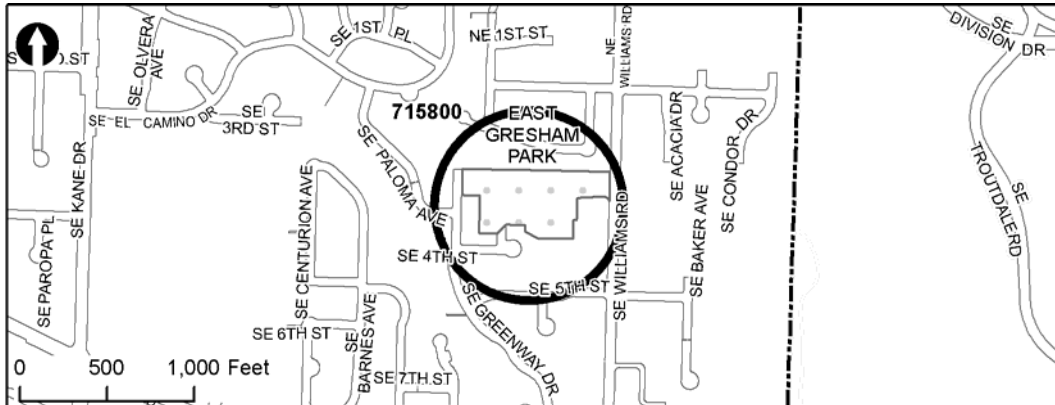 SE 1ST PL
NE 1ST ST
NE WILLIAMS RD
SE DIVISION DR
SE OLVERA AVE
SE EL CAMINO DR
SE 3RD ST
715800
EAST GRESHAM PARK
SE ACACIA DR
SE CONDOR DR
SE TROUTDALE RD
SE KANE DR
SE PAROPA PL
SE CENTURION AVE
SE PALOMA AVE
SE 4TH ST
SE WILLIAMS RD
SE BAKER AVE
SE 5TH ST
SE GREENWAY DR
SE 6TH ST
SE BARNES AVE
SE 7TH ST
0 500 1,000 Feet